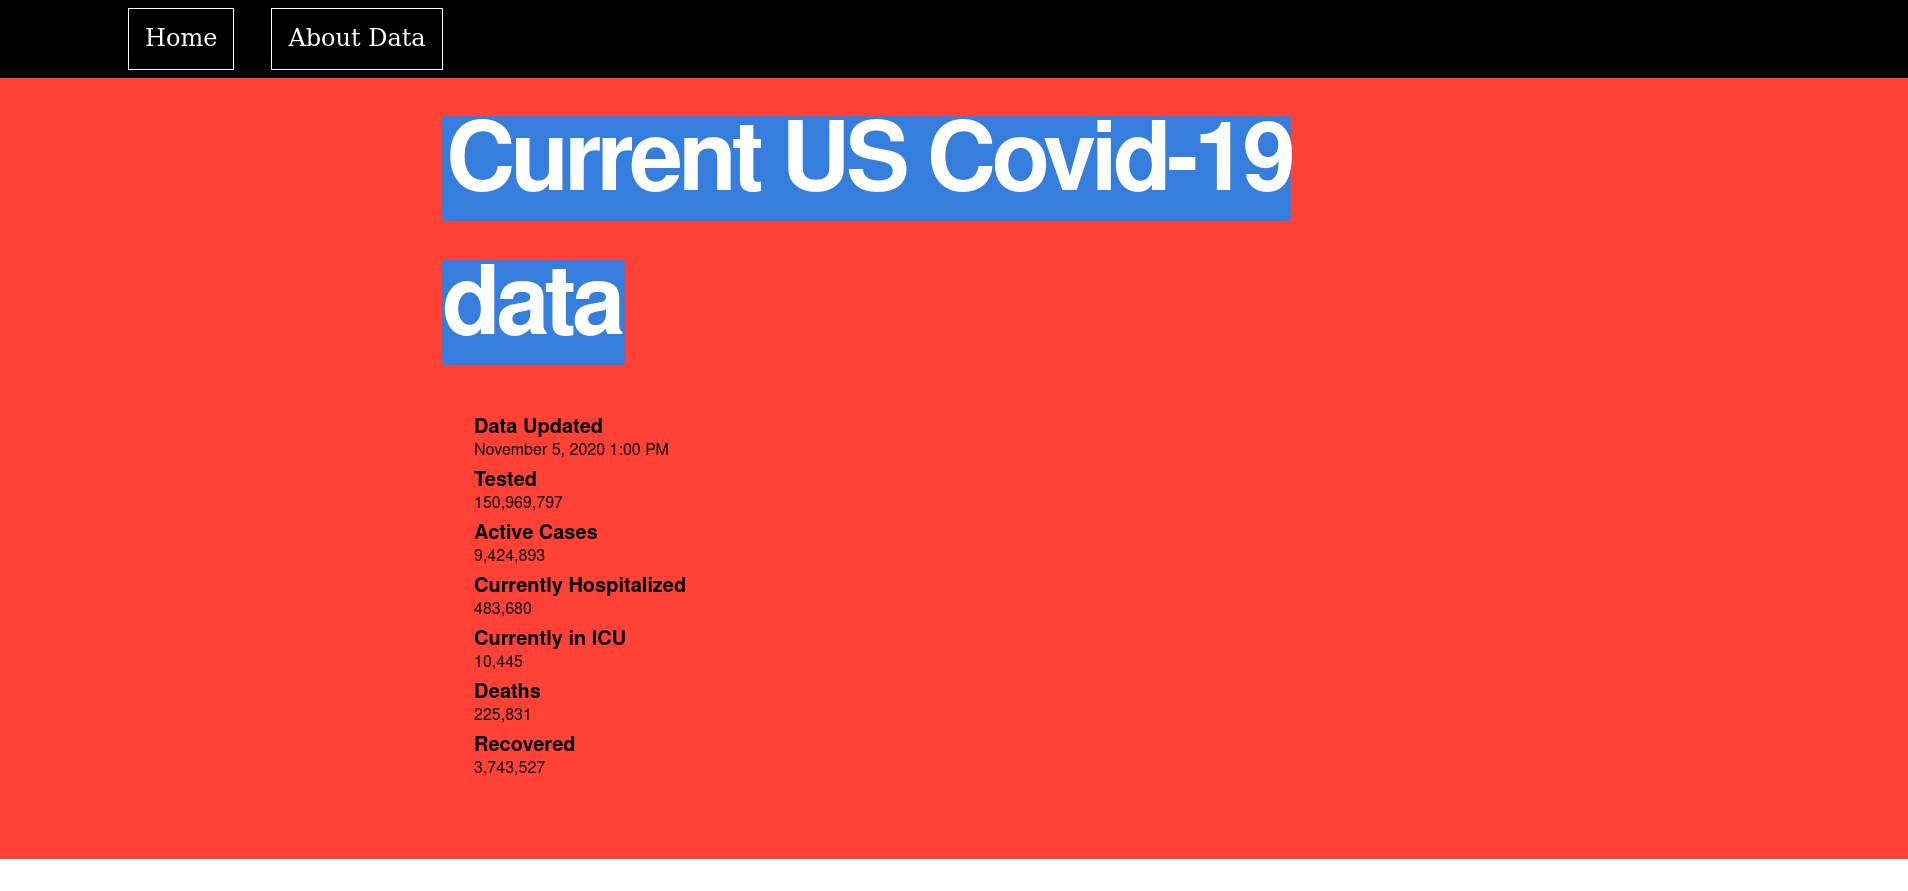 Home
About Data
Current US Covid-19
data
Data Updated
November 5, 2020 1:00 PM
Tested
150,969,797
Active Cases
9,424,893
Currently Hospitalized
483,680
Currently in ICU
10,445
Deaths
225,831
Recovered
3,743,527